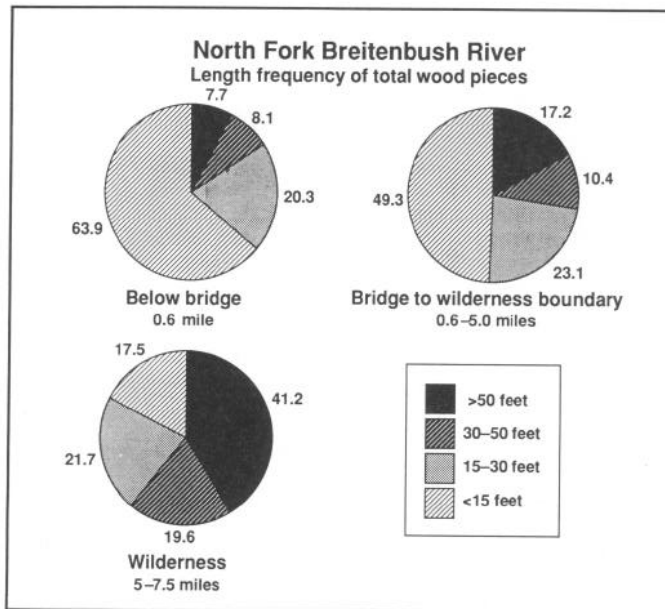 North Fork Breitenbush River
Length frequency of total wood pieces
7.7
8.1
20.3
63.9
Below bridge
0.6 mile
17.2
10.4
23.1
49.3
Bridge to wilderness boundary
0.6–5.0 miles
17.5
41.2
21.7
19.6
Wilderness
5–7.5 miles
>50 feet
30–50 feet
15–30 feet
<15 feet